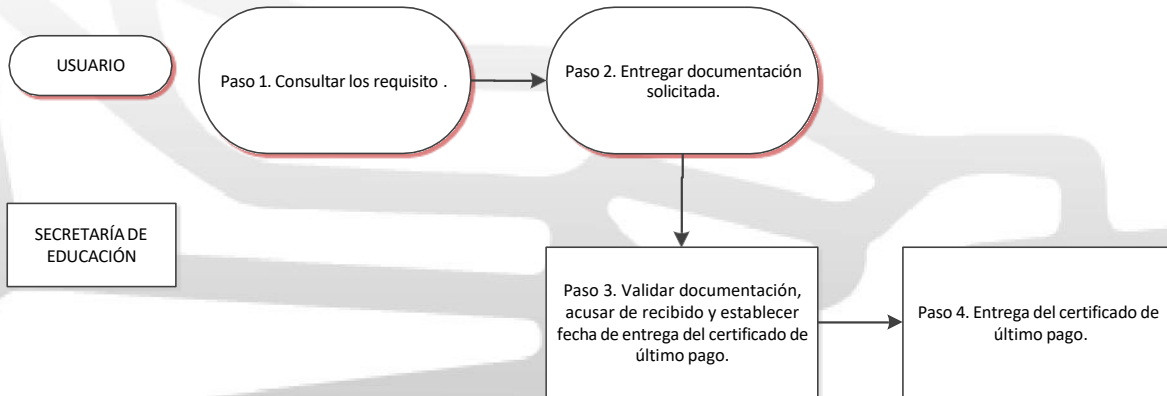 USUARIO
Paso 1. Consultar los requisito .
Paso 2. Entregar documentación
solicitada.
SECRETARÍA DE
EDUCACIÓN
Paso 3. Validar documentación,
acusar de recibido y establecer
fecha de entrega del certificado de
último pago.
Paso 4. Entrega del certificado de
último pago.